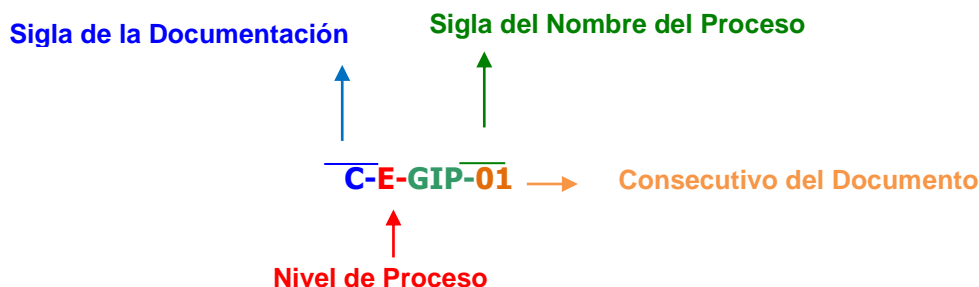 Sigla de la Documentación
Sigla del Nombre del Proceso
C-E-GIP-01
Consecutivo del Documento
Nivel de Proceso